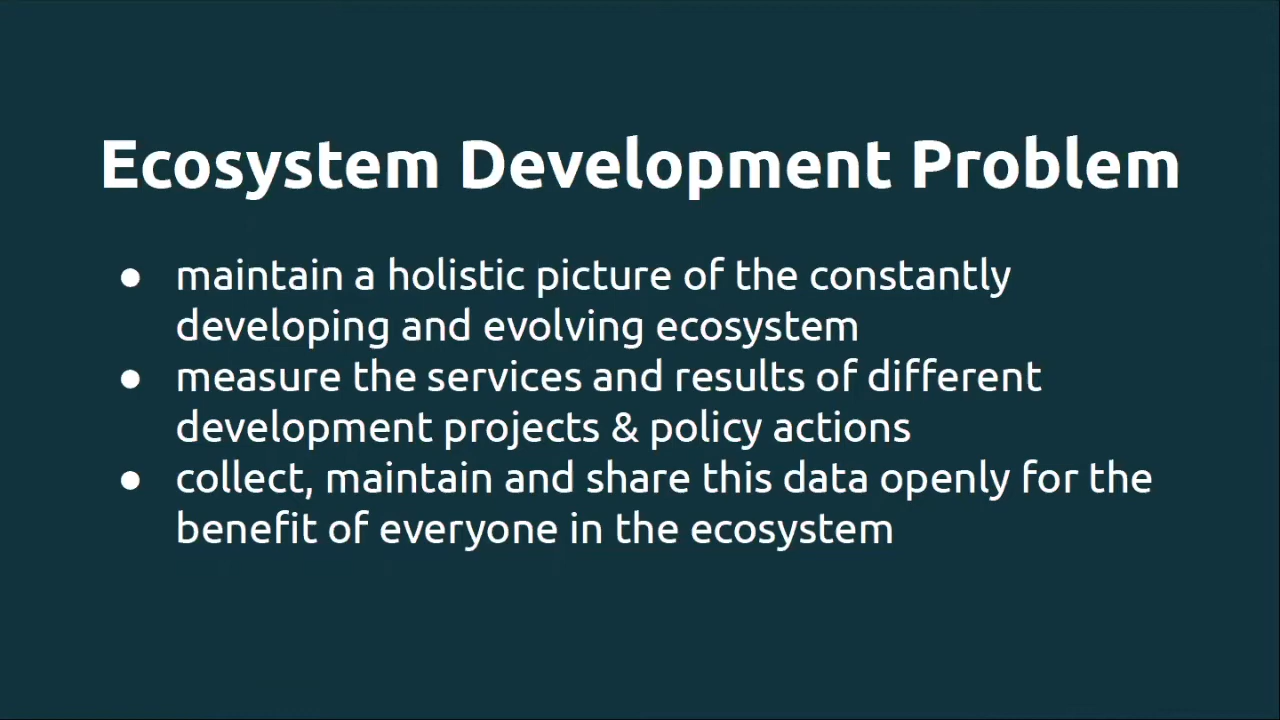 Ecosystem Development Problem
● maintain a holistic picture of the constantly
developing and evolving ecosystem
● measure the services and results of different
development projects & policy actions
● collect, maintain and share this data openly for the
benefit of everyone in the ecosystem